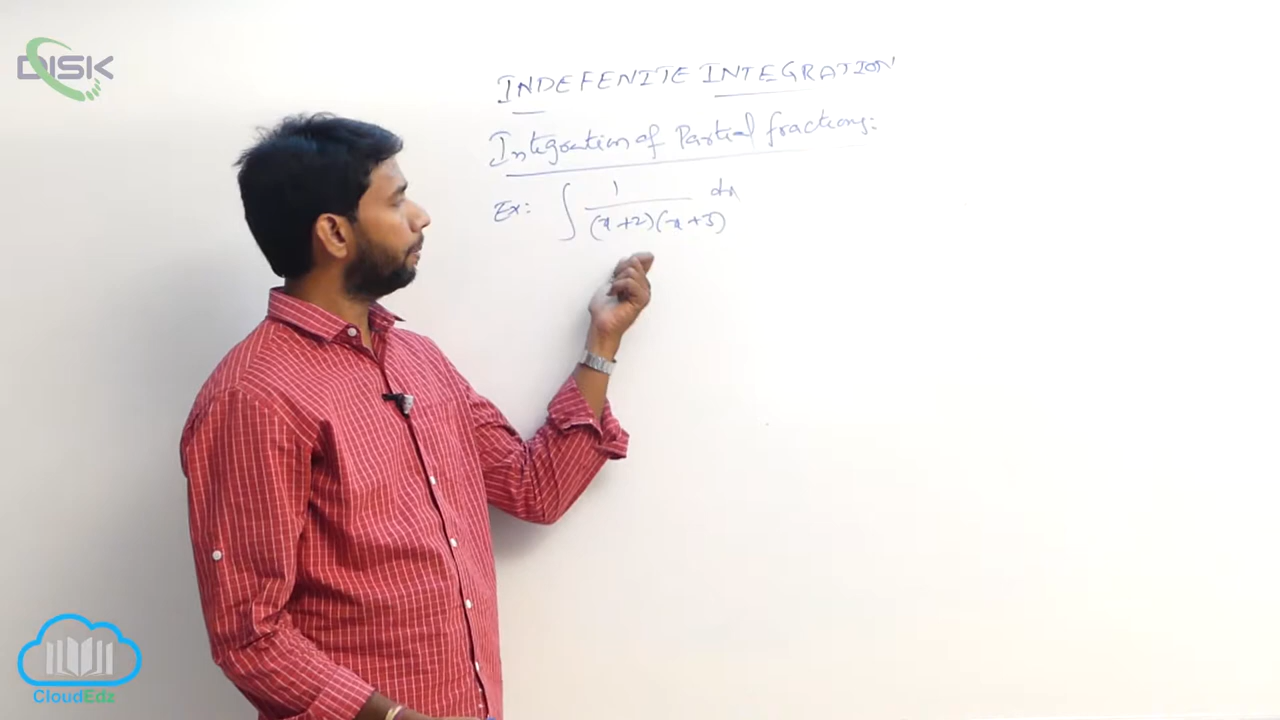 DISK
INDEFENITE INTEGRATION
Integration of Partial fractions:
Ex: ∫ 1/(x+2)(x+3) dx
CloudEdz